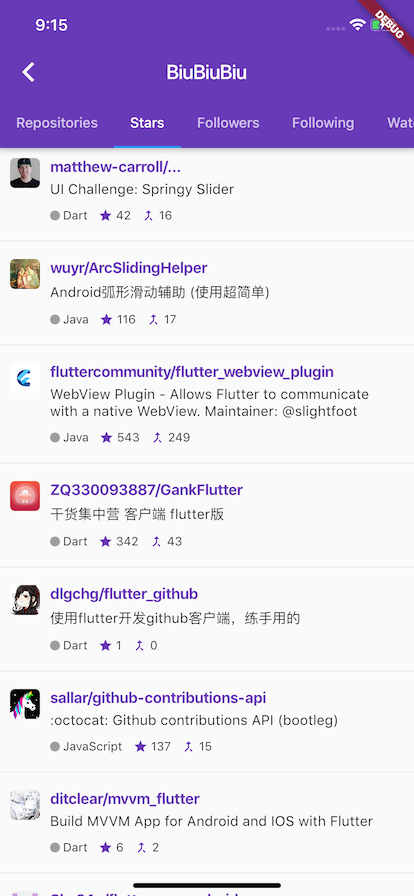 9:15
DEBUG
BiuBiuBiu
Repositories Stars Followers Following Wat
matthew-carroll/...
UI Challenge: Springy Slider
Dart 42 16
wuyr/ArcSlidingHelper
Android弧形滑动辅助 (使用超简单)
Java 116 17
fluttercommunity/flutter_webview_plugin
WebView Plugin - Allows Flutter to communicate
with a native WebView. Maintainer: @slightfoot
Java 543 249
ZQ330093887/GankFlutter
干货集中营 客户端 flutter版
Dart 342 43
dlgchg/flutter_github
使用flutter开发github客户端，练手用的
Dart 1 0
sallar/github-contributions-api
:octocat: Github contributions API (bootleg)
JavaScript 137 15
ditclear/mvvm_flutter
Build MVVM App for Android and IOS with Flutter
Dart 6 2